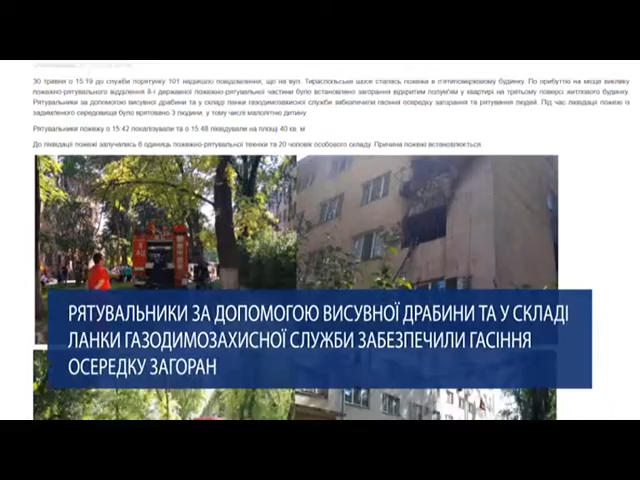 30 травня о 15:19 до служби порятунку 101 надійшло повідомлення, що на вул. Тираспольське шосе сталась пожежа в п'ятиповерховому будинку. По прибуттю на місце виклику
пожежно-рятувального відділення 8-ї державної пожежно-рятувальної частини було встановлено загорання відкритим полум'ям у квартирі на третьому поверсі житлового будинку.
Рятувальники за допомогою висувної драбини та у складі ланки газодимозахисної служби забезпечили гасіння осередку загорання та рятування людей. Під час ліквідації пожежі із
задимленого середовища було врятовано 3 людини, у тому числі малолітню дитину
Рятувальники пожежу о 15:42 локалізували та о 15:48 ліквідували на площі 40 кв. м
До ліквідації пожежі залучались 6 одиниць пожежно-рятувальної техніки та 20 чоловік особового складу. Причина пожежі встановлюється.
РЯТУВАЛЬНИКИ ЗА ДОПОМОГОЮ ВИСУВНОЇ ДРАБИНИ ТА У СКЛАДІ
ЛАНКИ ГАЗОДИМОЗАХИСНОЇ СЛУЖБИ ЗАБЕЗПЕЧИЛИ ГАСІННЯ
ОСЕРЕДКУ ЗАГОРАН